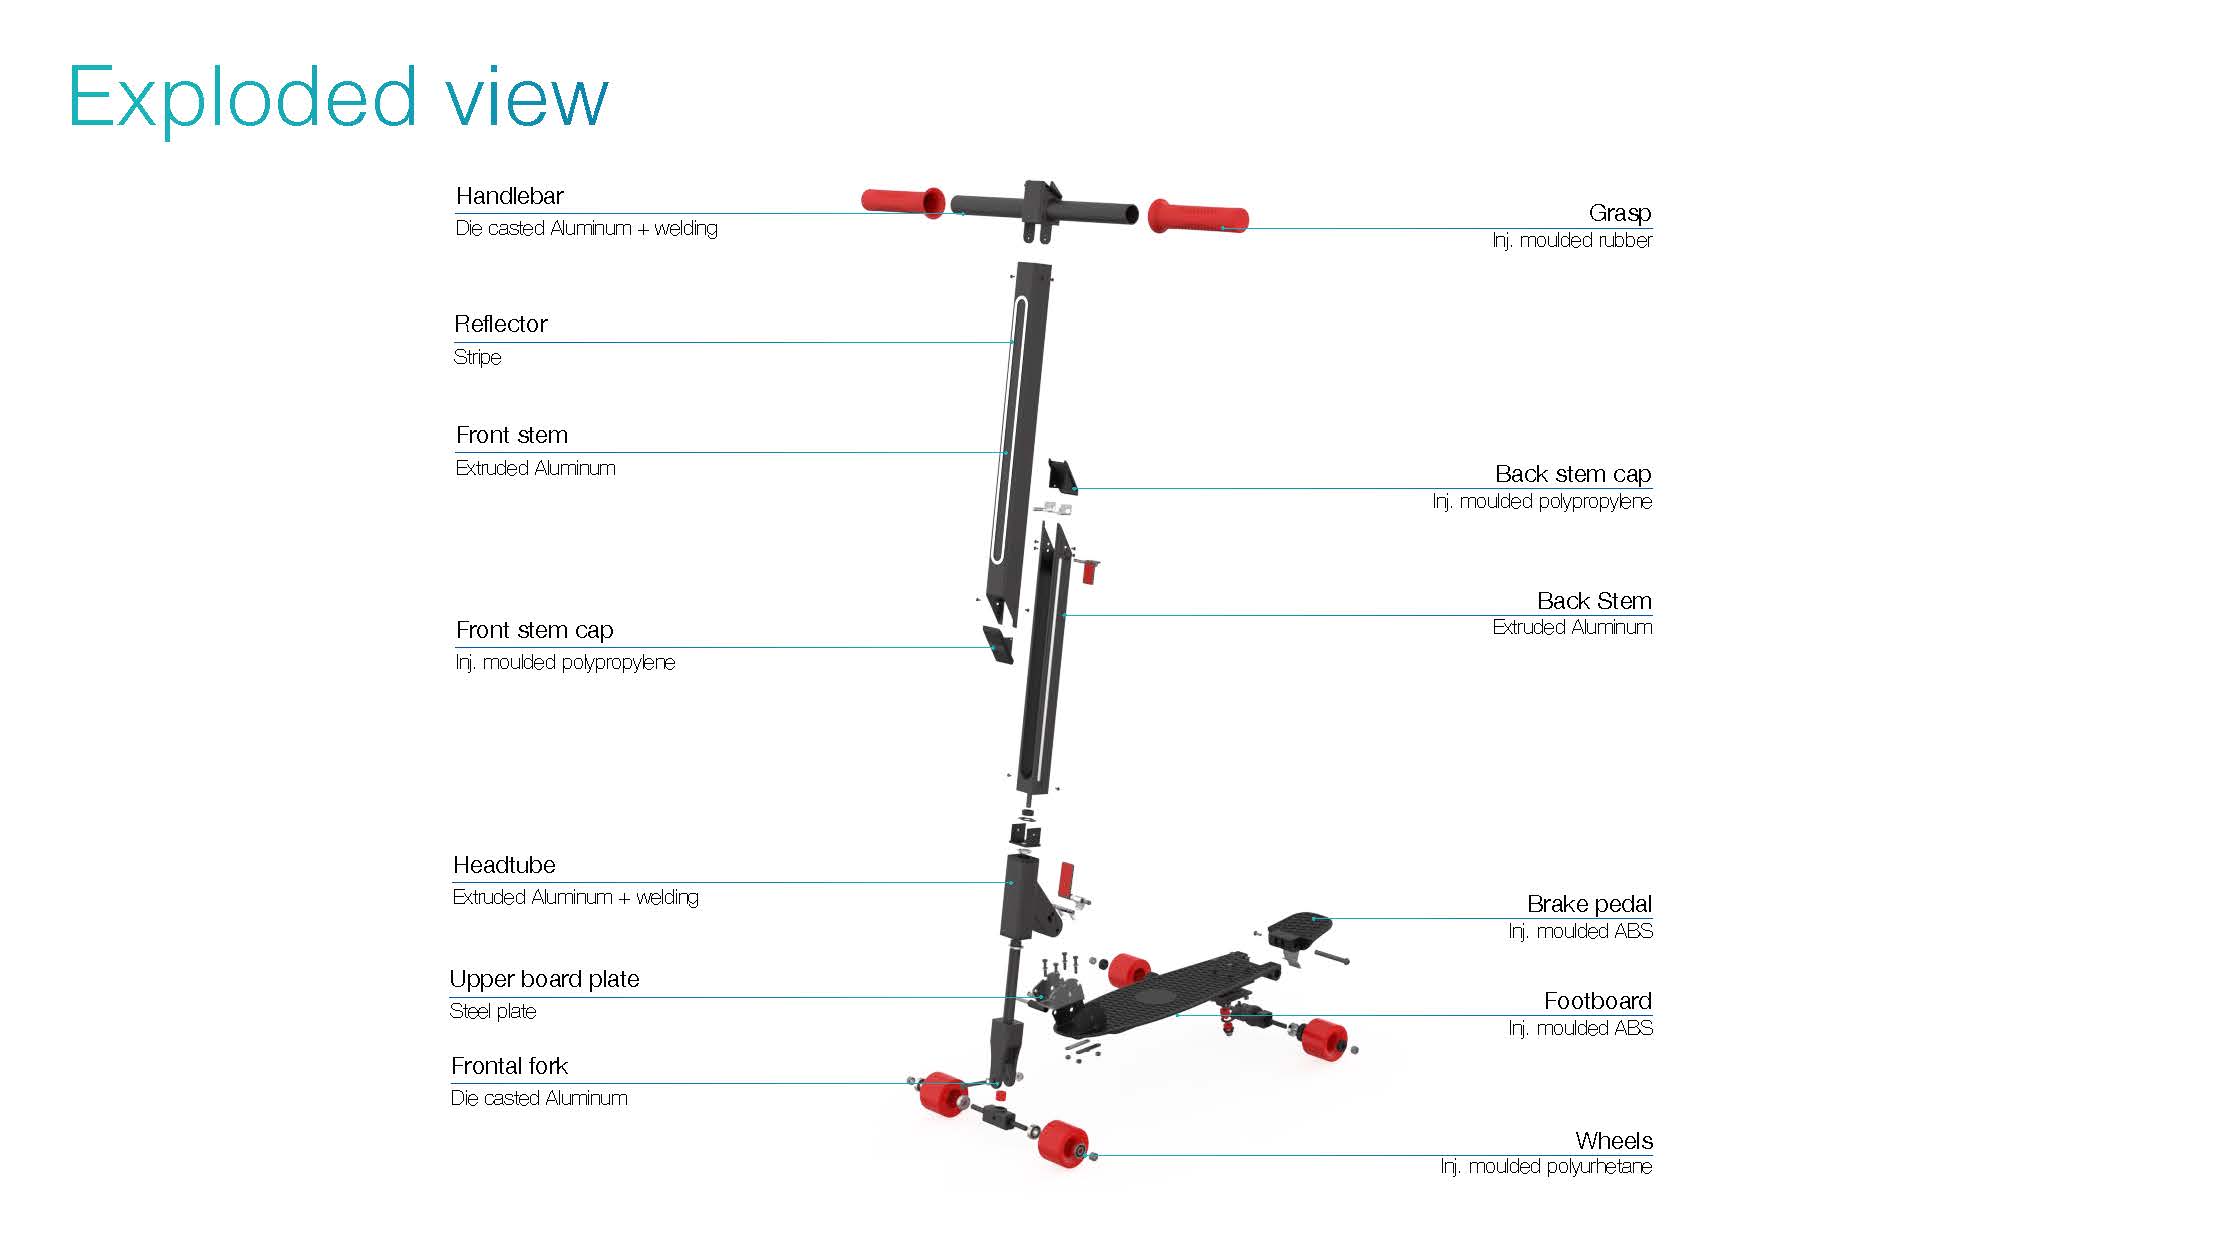 Exploded view
Handlebar
Die casted Aluminum + welding
Grasp
Inj. moulded rubber
Reflector
Stripe
Front stem
Extruded Aluminum
Back stem cap
Inj. moulded polypropylene
Back Stem
Extruded Aluminum
Front stem cap
Inj. moulded polypropylene
Headtube
Extruded Aluminum + welding
Brake pedal
Inj. moulded ABS
Upper board plate
Steel plate
Footboard
Inj. moulded ABS
Frontal fork
Die casted Aluminum
Wheels
Inj. moulded polyurhetane